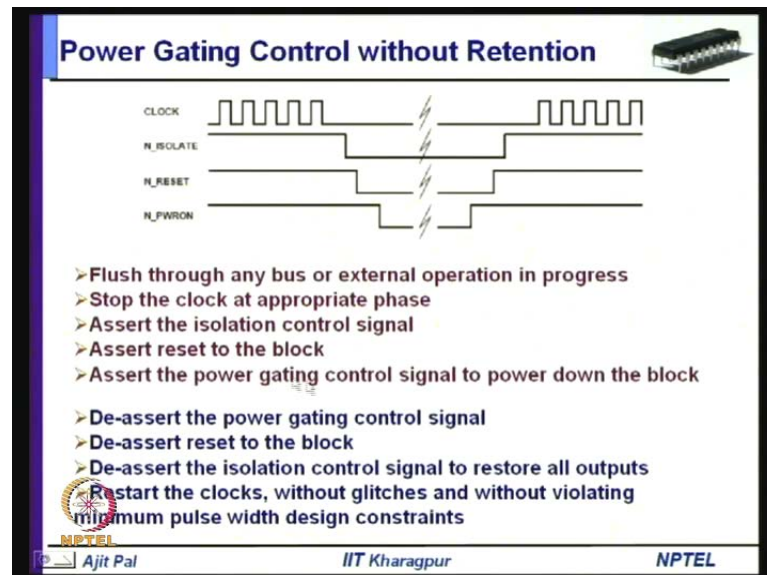 Power Gating Control without Retention
CLOCK
N_ISOLATE
N_RESET
N_PWRON
➢Flush through any bus or external operation in progress
➢Stop the clock at appropriate phase
➢Assert the isolation control signal
➢Assert reset to the block
➢Assert the power gating control signal to power down the block
➢De-assert the power gating control signal
➢De-assert reset to the block
➢De-assert the isolation control signal to restore all outputs
➢Restart the clocks, without glitches and without violating
minimum pulse width design constraints
NPTEL
Ajit Pal
IIT Kharagpur
NPTEL